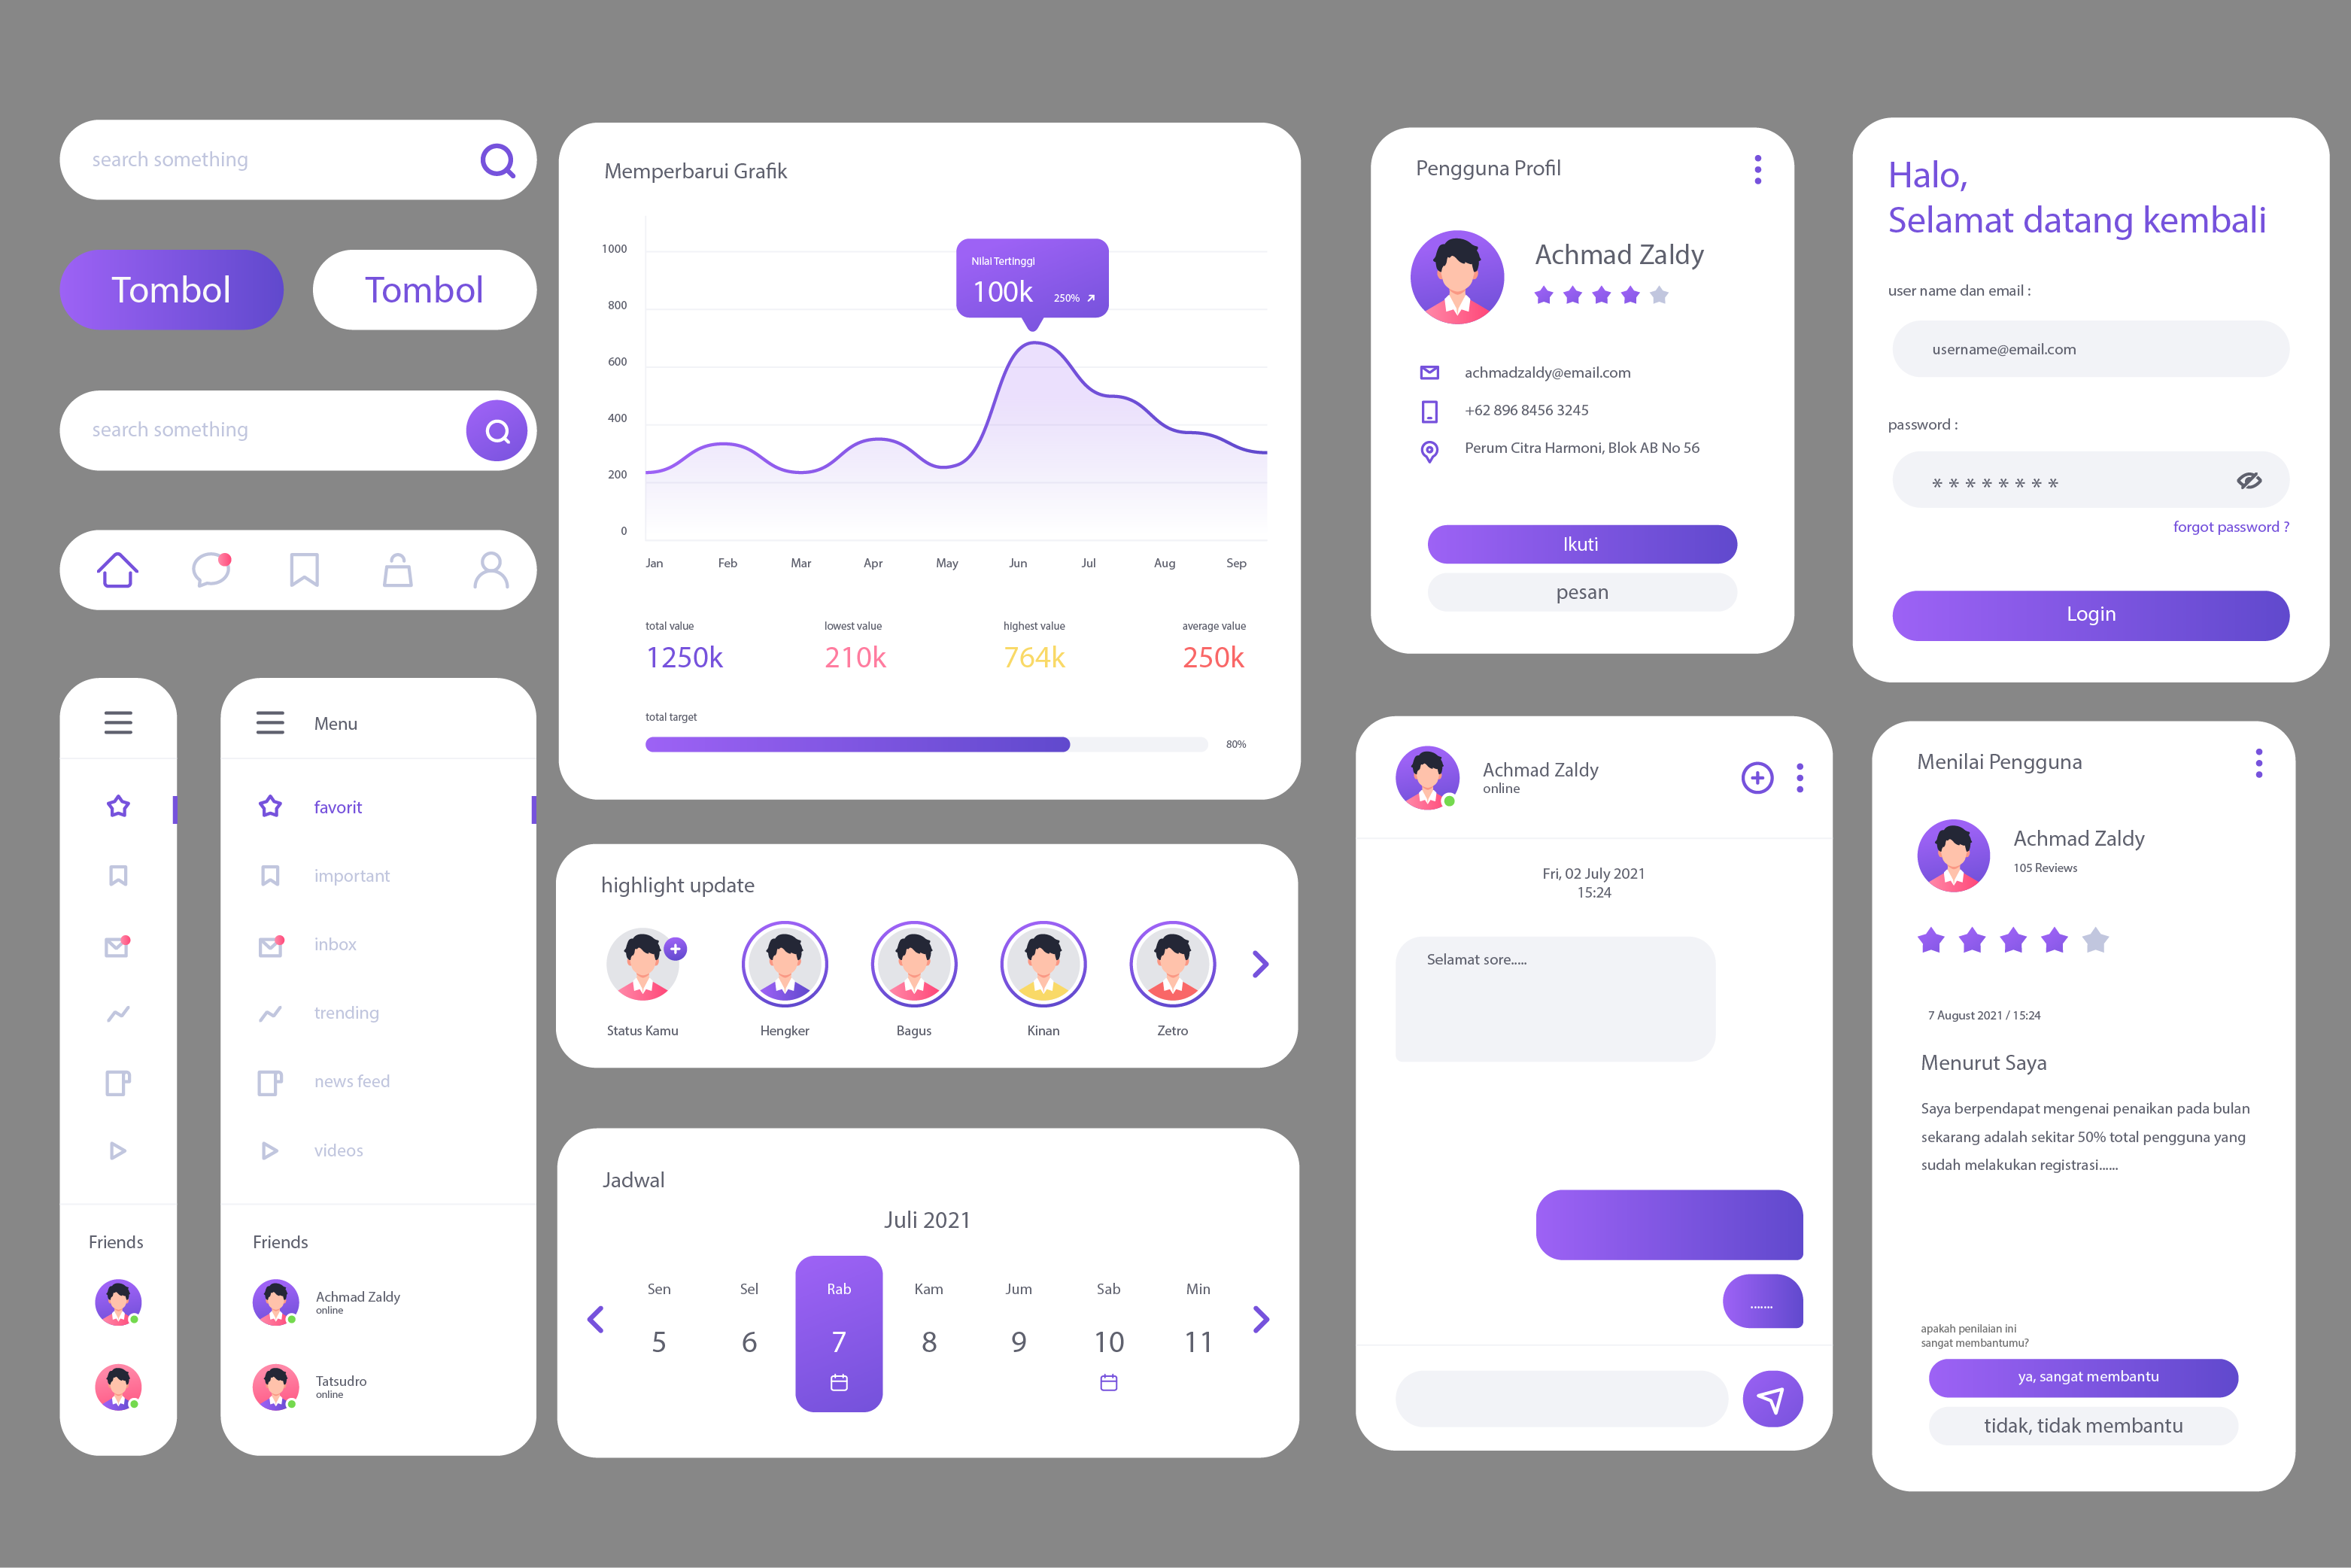 search something
Tombol
Tombol
search something
Menu
favorit
important
inbox
trending
news feed
videos
Friends
Friends
Achmad Zaldy
online
Tatsudro
online
Memperbarui Grafik
1000
800
600
400
200
0
Nilai Tertinggi
100k 250%
Jan Feb Mar Apr May Jun Jul Aug Sep
total value lowest value highest value average value
1250k 210k 764k 250k
total target
80%
highlight update
Status Kamu Hengker Bagus Kinan Zetro
Jadwal
Juli 2021
Sen Sel Rab Kam Jum Sab Min
5 6 7 8 9 10 11
Pengguna Profil
Achmad Zaldy
achmadzaldy@email.com
+62 896 8456 3245
Perum Citra Harmoni, Blok AB No 56
Ikuti
pesan
Halo,
Selamat datang kembali
user name dan email :
username@email.com
password :
* * * * * * * *
forgot password ?
Login
Achmad Zaldy
online
Fri, 02 July 2021
15:24
Selamat sore.....
.......
Menilai Pengguna
Achmad Zaldy
105 Reviews
7 August 2021 / 15:24
Menurut Saya
Saya berpendapat mengenai penaikan pada bulan
sekarang adalah sekitar 50% total pengguna yang
sudah melakukan registrasi......
apakah penilaian ini
sangat membantumu?
ya, sangat membantu
tidak, tidak membantu